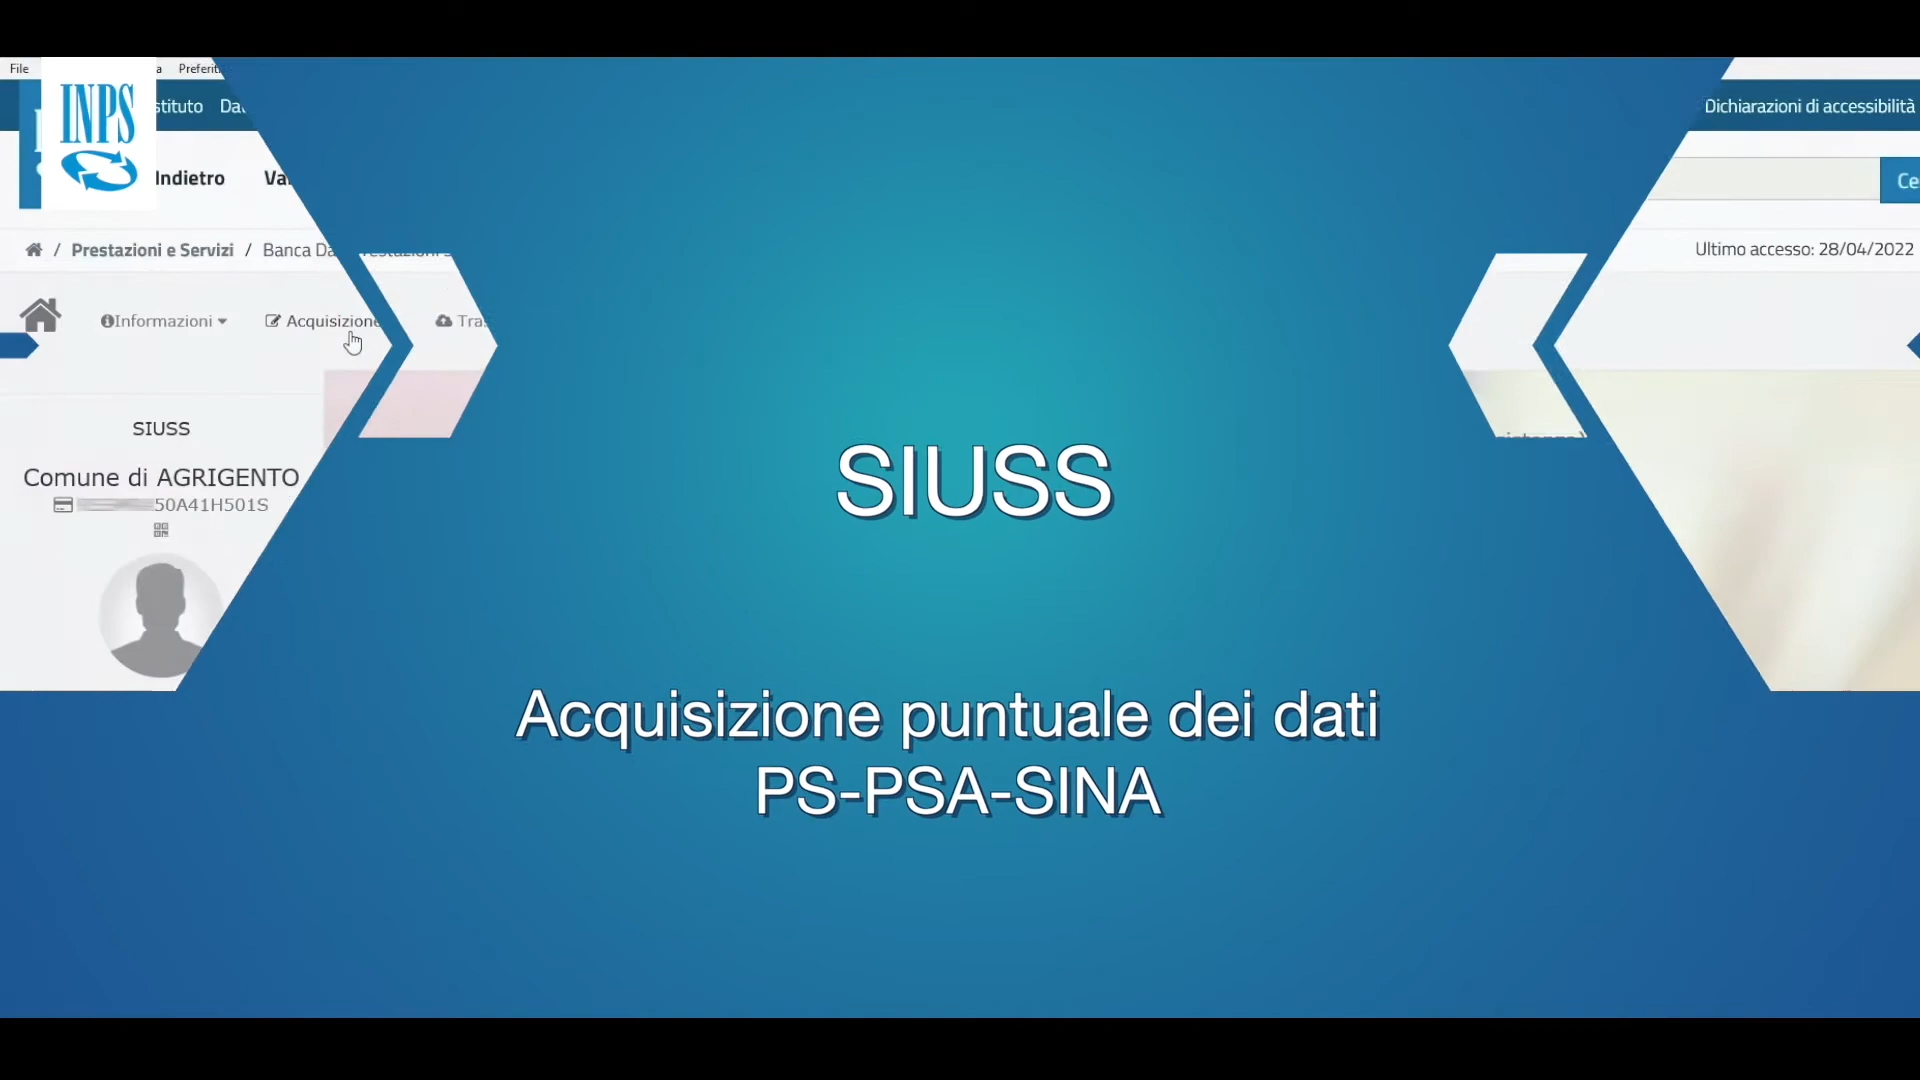 File
Preferiti
INPS
Dichiarazioni di accessibilità
Indietro
/ Prestazioni e Servizi / Banca
Ultimo accesso: 28/04/2022
Informazioni
Acquisizione
SIUSS
Comune di AGRIGENTO
50A41H501S
SIUSS
Acquisizione puntuale dei dati
PS-PSA-SINA